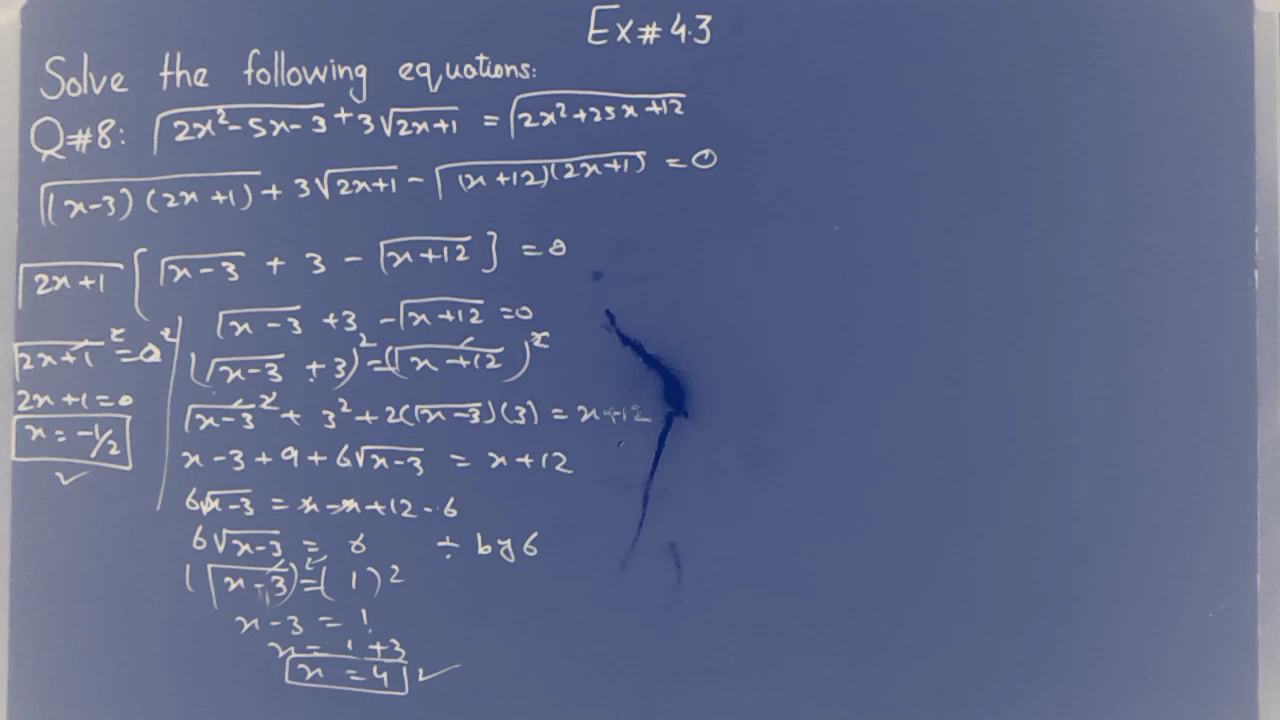 Ex#4.3
Solve the following equations:
Q#8: √(2x²-5x-3) + 3√(2x+1) = √(2x²+25x+12)
√((x-3)(2x+1)) + 3√(2x+1) - √((x+12)(2x+1)) = 0
√(2x+1) [√(x-3) + 3 - √(x+12)] = 0
√(2x+1)² = 0²
2x+1=0
x = -1/2 ✓
√(x-3) + 3 - √(x+12) = 0
(√(x-3) + 3)² = (√(x+12))²
√(x-3)² + 3² + 2(√(x-3))(3) = x+12
x-3+9+6√(x-3) = x+12
6√(x-3) = x-x+12-6
6√(x-3) = 6 ÷ by 6
(√(x-3))² = (1)²
x-3 = 1
x = 1+3
x = 4 ✓